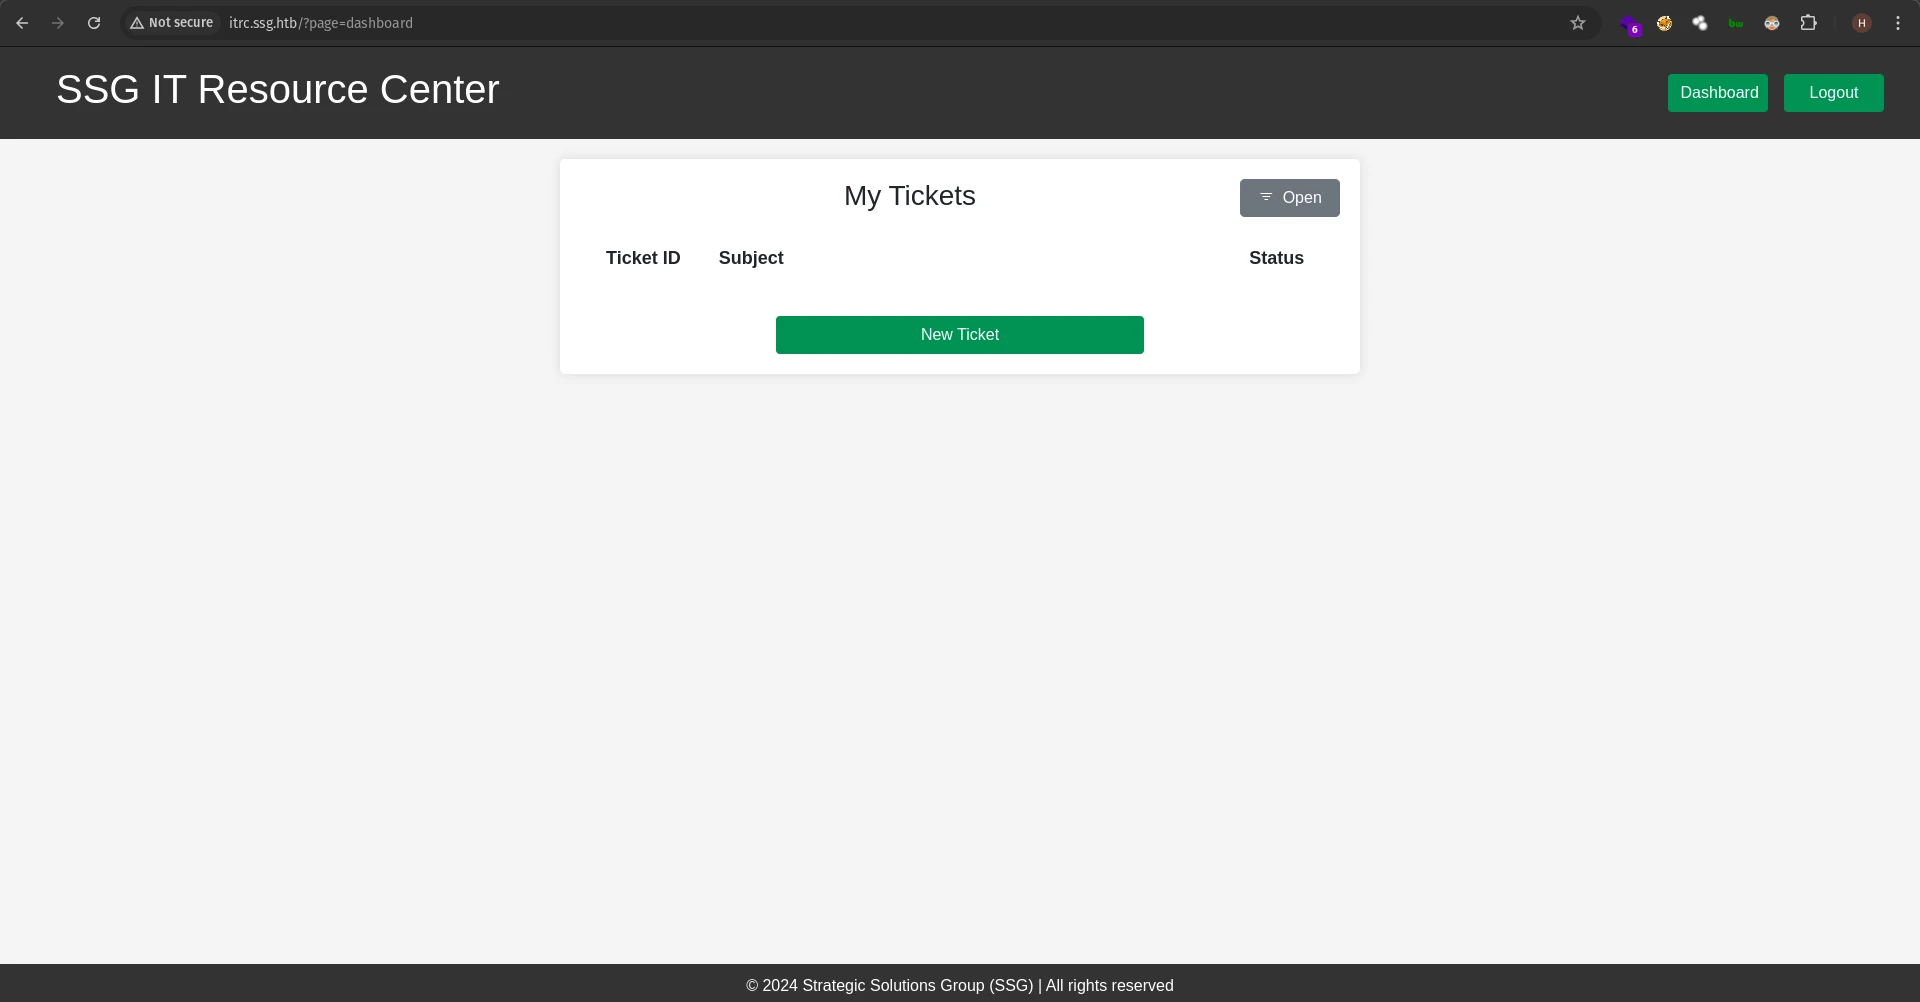 Not secure itrc.ssg.htb/?page=dashboard 6 bw H
SSG IT Resource Center Dashboard Logout
My Tickets Open
Ticket ID Subject Status
New Ticket
© 2024 Strategic Solutions Group (SSG) | All rights reserved